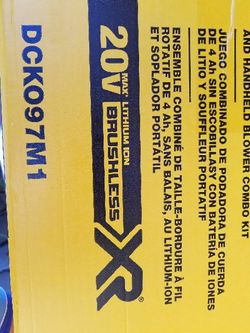 AND HANDHELD BLOWER COMBO KIT
JUEGO COMBINADO DE PODADORA DE CUERDA
DE 4 Ah SIN ESCOBILLAS Y CON BATERÍA DE IONES
DE LITIO Y SOUFFLEUR PORTATIF
ENSEMBLE COMBINÉ DE TAILLE-BORDURE À FIL
ROTATIF DE 4 Ah, SANS BALAIS, AU LITHIUM-ION
ET SOPLADOR PORTÁTIL
20V MAX* LITHIUM ION
BRUSHLESS XR®
DCKO97M1